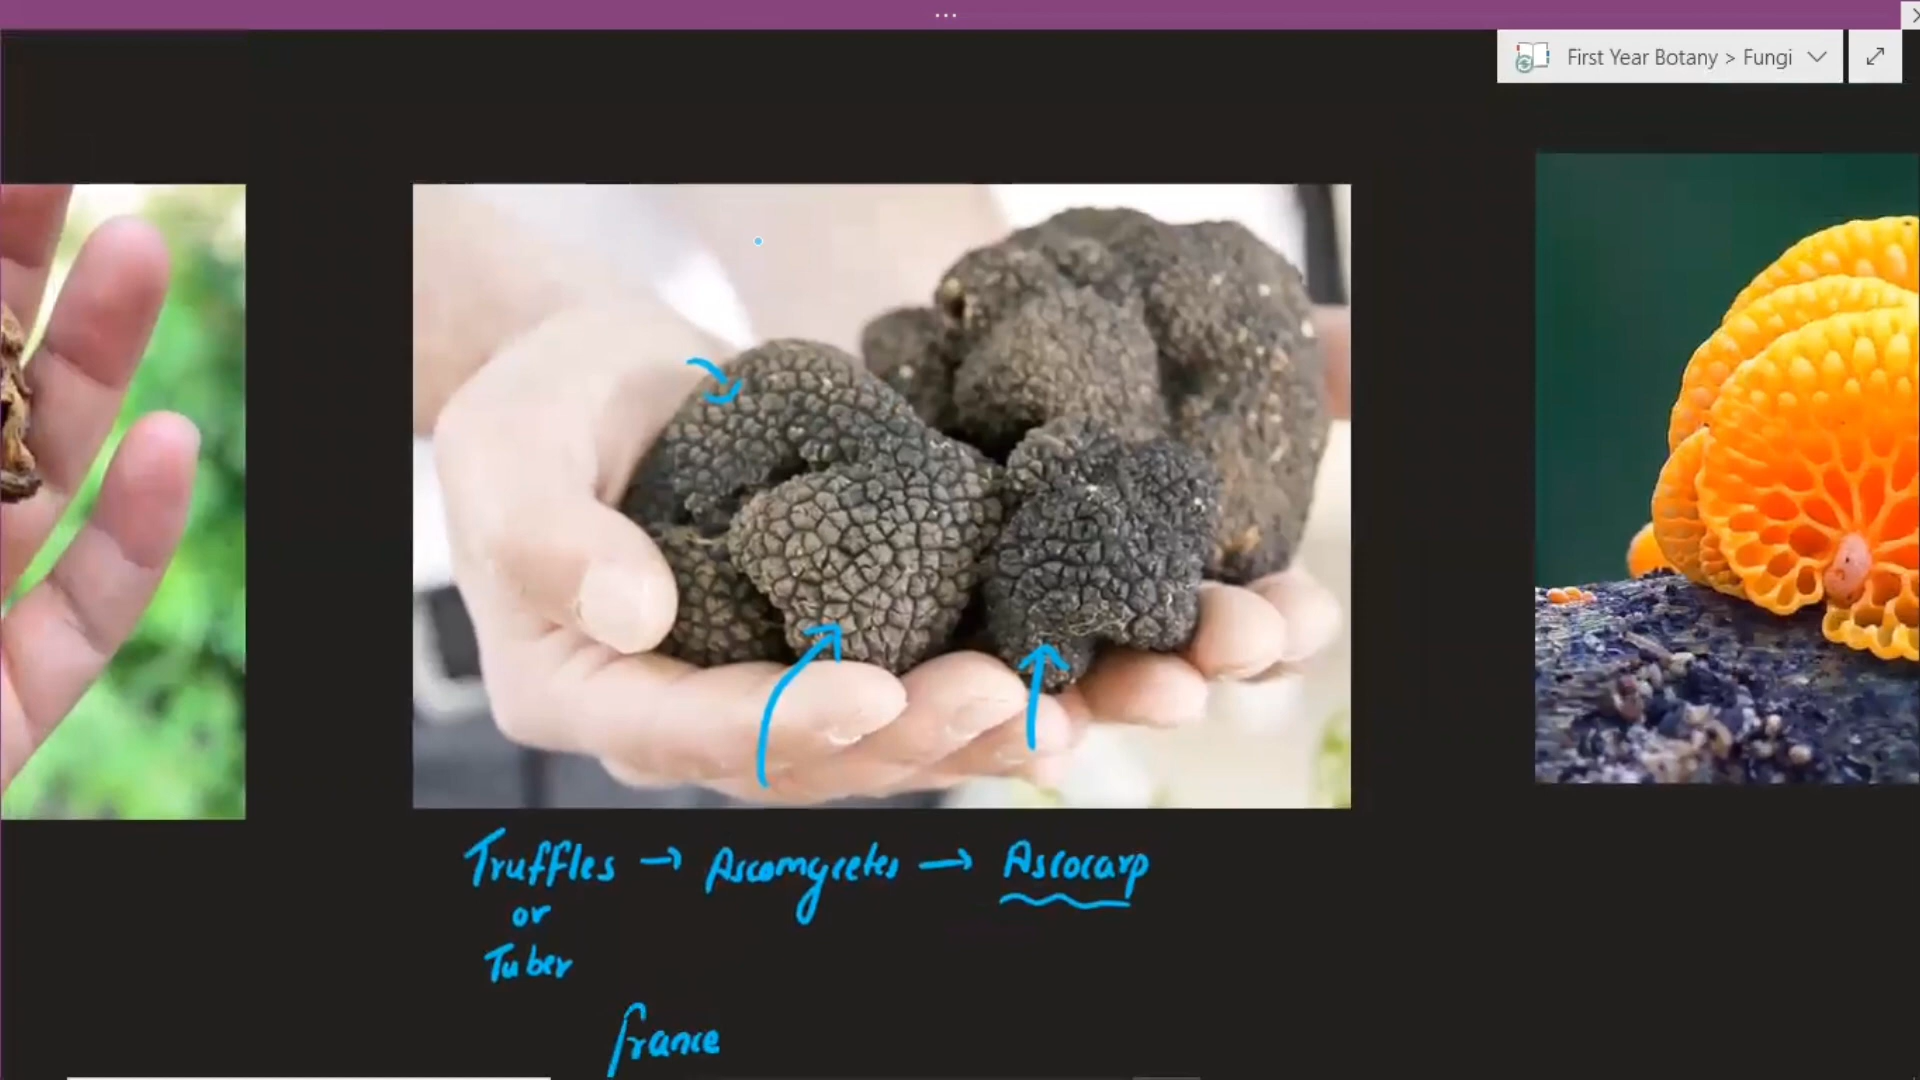 ...
First Year Botany > Fungi
Truffles → Ascomycetes → Ascocarp
or
Tuber
france